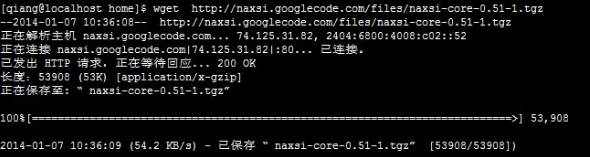 [qiang@localhost home]$ wget  http://naxsi.googlecode.com/files/naxsi-core-0.51-1.tgz
--2014-01-07 10:36:08--  http://naxsi.googlecode.com/files/naxsi-core-0.51-1.tgz
正在解析主机 naxsi.googlecode.com... 74.125.31.82, 2404:6800:4008:c02::52
正在连接 naxsi.googlecode.com|74.125.31.82|:80... 已连接。
已发出 HTTP 请求，正在等待回应... 200 OK
长度：53908 (53K) [application/x-gzip]
正在保存至: “ naxsi-core-0.51-1.tgz”
100%[======================================================================>] 53,908
2014-01-07 10:36:09 (54.2 KB/s) - 已保存 “ naxsi-core-0.51-1.tgz”  [53908/53908])